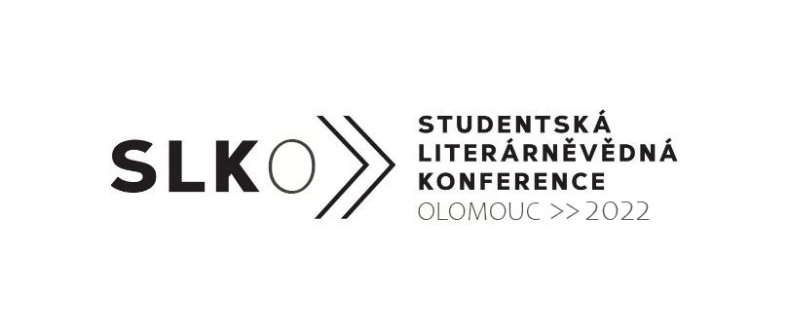 SLKO
STUDENTSKÁ
LITERÁRNĚVĚDNÁ
KONFERENCE
OLOMOUC >> 2022